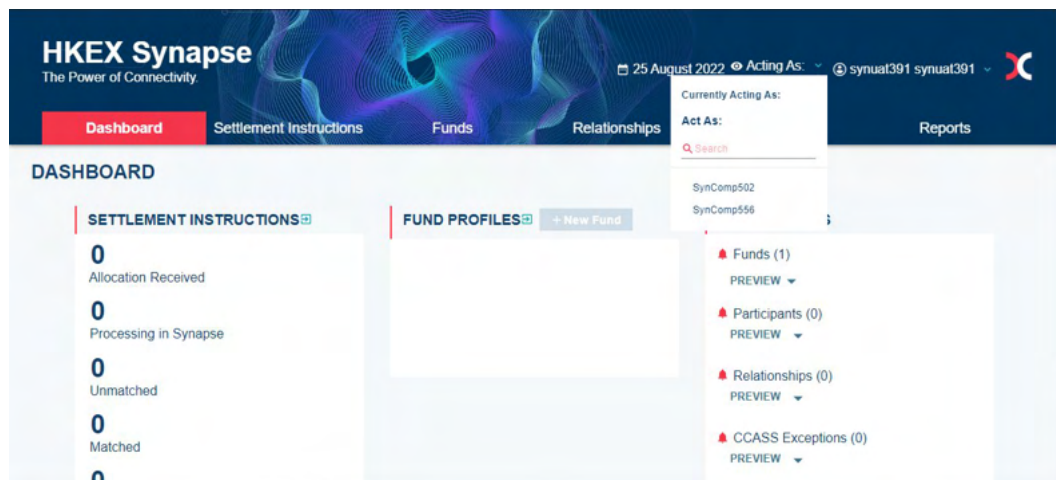 HKEX Synapse
The Power of Connectivity.
25 August 2022 Acting As: synuat391 synuat391
Currently Acting As:
Act As:
Search
SynComp502
SynComp556
Dashboard Settlement Instructions Funds Relationships Reports
DASHBOARD
SETTLEMENT INSTRUCTIONS
0
Allocation Received
0
Processing in Synapse
0
Unmatched
0
Matched
FUND PROFILES + New Fund
Funds (1)
PREVIEW
Participants (0)
PREVIEW
Relationships (0)
PREVIEW
CCASS Exceptions (0)
PREVIEW